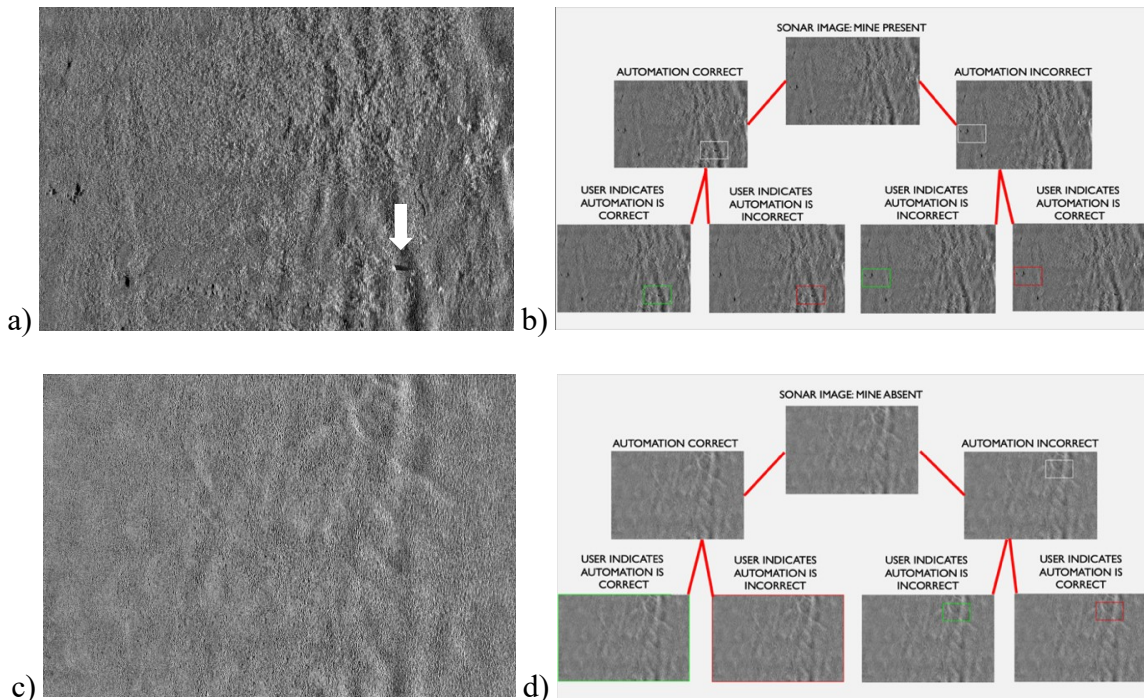 a)
b)
SONAR IMAGE: MINE PRESENT
AUTOMATION CORRECT
AUTOMATION INCORRECT
USER INDICATES
AUTOMATION IS
CORRECT
USER INDICATES
AUTOMATION IS
INCORRECT
USER INDICATES
AUTOMATION IS
INCORRECT
USER INDICATES
AUTOMATION IS
CORRECT
c)
d)
SONAR IMAGE: MINE ABSENT
AUTOMATION CORRECT
AUTOMATION INCORRECT
USER INDICATES
AUTOMATION IS
CORRECT
USER INDICATES
AUTOMATION IS
INCORRECT
USER INDICATES
AUTOMATION IS
INCORRECT
USER INDICATES
AUTOMATION IS
CORRECT